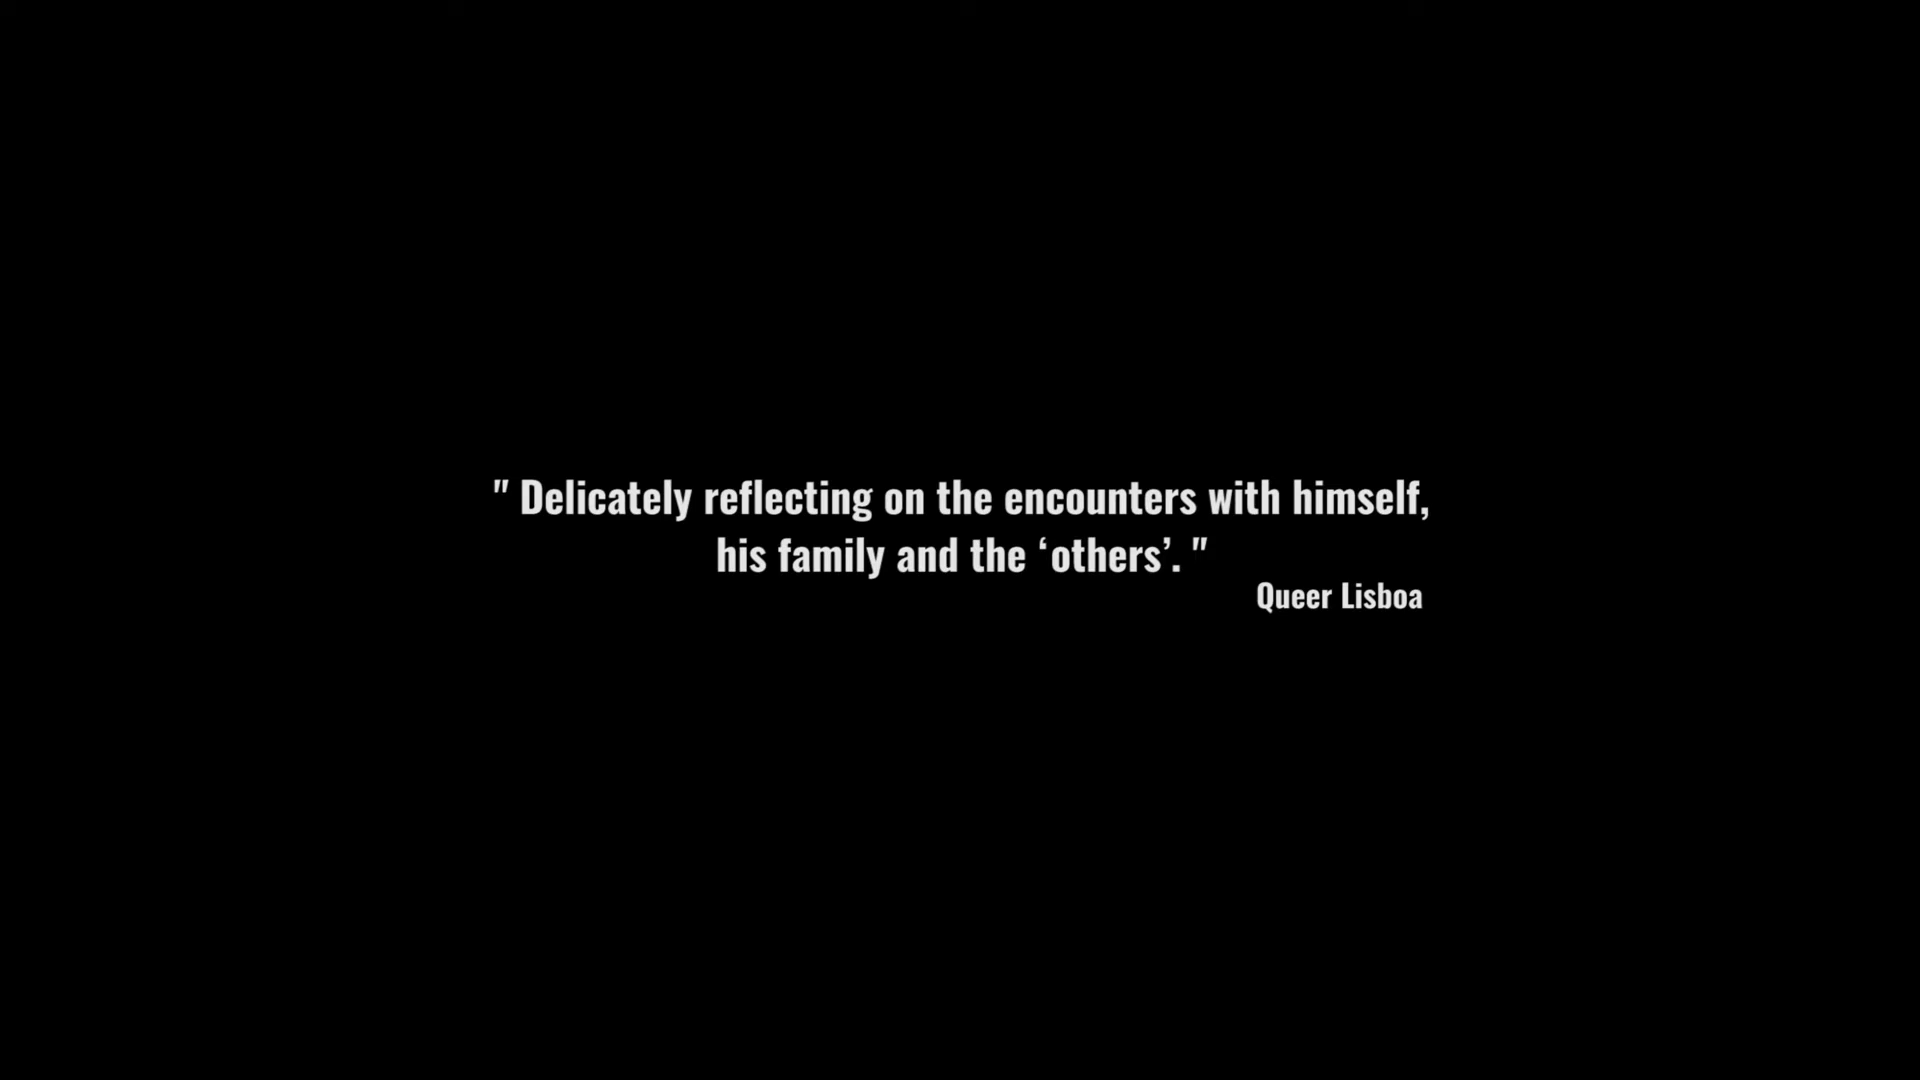 " Delicately reflecting on the encounters with himself,
his family and the ‘others’. "
Queer Lisboa